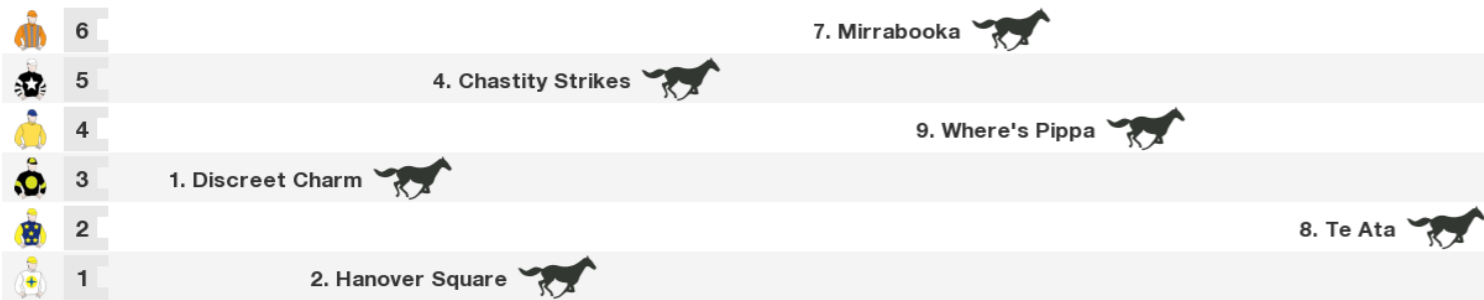 6 7. Mirrabooka
5 4. Chastity Strikes
4 9. Where's Pippa
3 1. Discreet Charm
2 8. Te Ata
1 2. Hanover Square